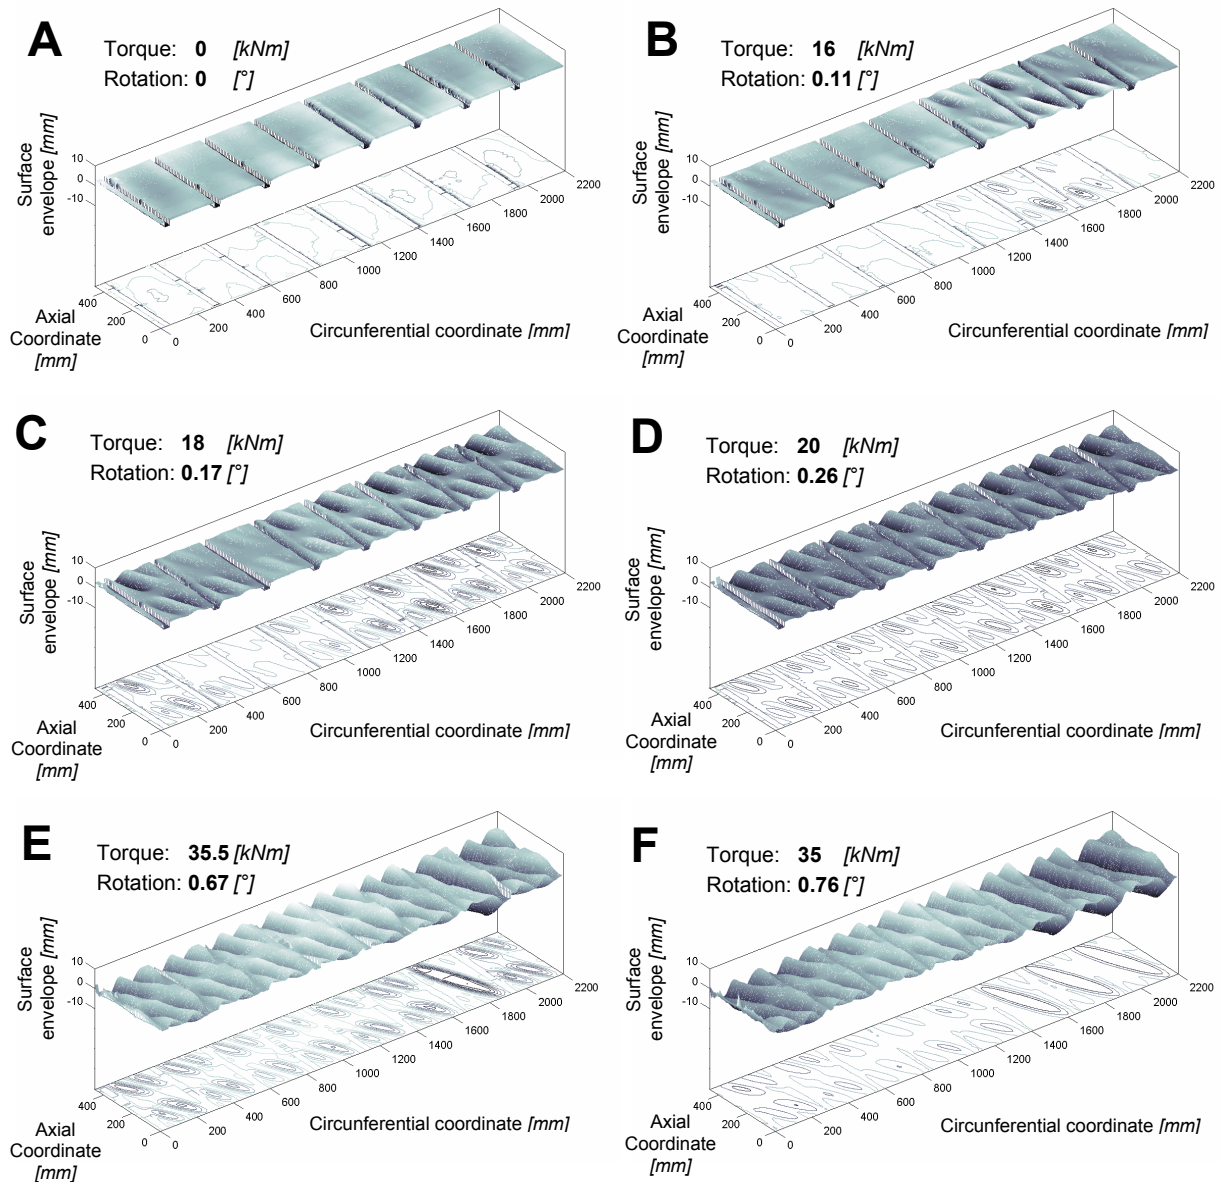 A
Torque: 0 [kNm]
Rotation: 0 [°]
Surface
envelope [mm]
10
0
-10
400
200
0
Axial
Coordinate
[mm]
0
200
400
600
800
1000
1200
1400
1600
1800
2000
2200
Circunferential coordinate [mm]
B
Torque: 16 [kNm]
Rotation: 0.11 [°]
Surface
envelope [mm]
10
0
-10
400
200
0
Axial
Coordinate
[mm]
0
200
400
600
800
1000
1200
1400
1600
1800
2000
2200
Circunferential coordinate [mm]
C
Torque: 18 [kNm]
Rotation: 0.17 [°]
Surface
envelope [mm]
10
0
-10
400
200
0
Axial
Coordinate
[mm]
0
200
400
600
800
1000
1200
1400
1600
1800
2000
2200
Circunferential coordinate [mm]
D
Torque: 20 [kNm]
Rotation: 0.26 [°]
Surface
envelope [mm]
10
0
-10
400
200
0
Axial
Coordinate
[mm]
0
200
400
600
800
1000
1200
1400
1600
1800
2000
2200
Circunferential coordinate [mm]
E
Torque: 35.5 [kNm]
Rotation: 0.67 [°]
Surface
envelope [mm]
10
0
-10
400
200
0
Axial
Coordinate
[mm]
0
200
400
600
800
1000
1200
1400
1600
1800
2000
2200
Circunferential coordinate [mm]
F
Torque: 35 [kNm]
Rotation: 0.76 [°]
Surface
envelope [mm]
10
0
-10
400
200
0
Axial
Coordinate
[mm]
0
200
400
600
800
1000
1200
1400
1600
1800
2000
2200
Circunferential coordinate [mm]